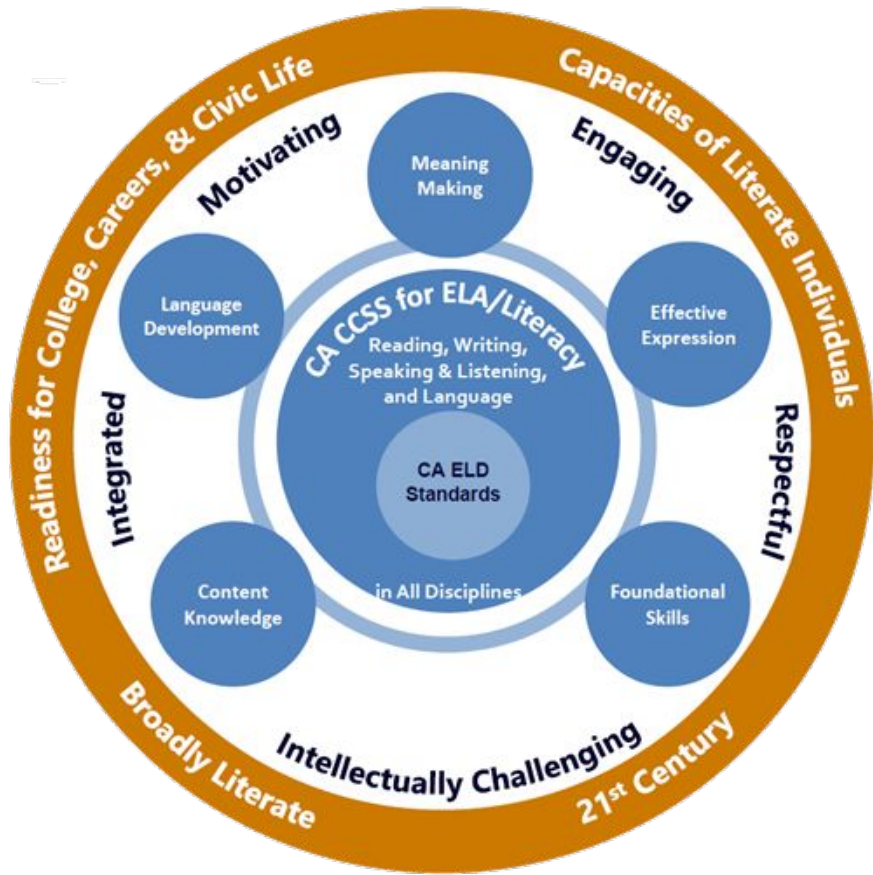 Readiness for College, Careers, & Civic Life
Capacities of Literate Individuals
Broadly Literate
21st Century
Motivating
Engaging
Integrated
Respectful
Intellectually Challenging
Meaning
Making
Language
Development
Effective
Expression
Content
Knowledge
Foundational
Skills
CA CCSS for ELA/Literacy
Reading, Writing,
Speaking & Listening,
and Language
CA ELD
Standards
in All Disciplines